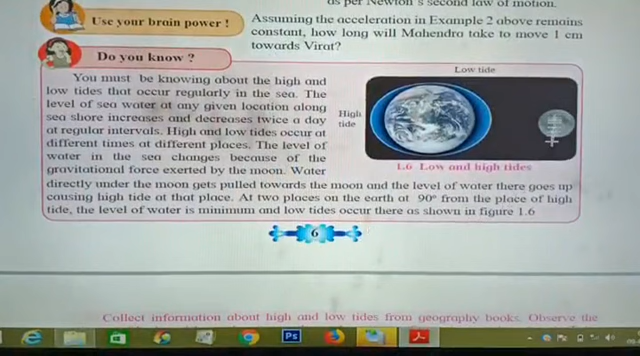 as per Newton's second law of motion.
Use your brain power !
Assuming the acceleration in Example 2 above remains
constant, how long will Mahendra take to move 1 cm
towards Virat?
Do you know ?
You must be knowing about the high and
low tides that occur regularly in the sea. The
level of sea water at any given location along
sea shore increases and decreases twice a day
at regular intervals. High and low tides occur at
different times at different places. The level of
water in the sea changes because of the
gravitational force exerted by the moon. Water
Low tide
High
tide
1.6 Low and high tides
directly under the moon gets pulled towards the moon and the level of water there goes up
causing high tide at that place. At two places on the earth at 90° from the place of high
tide, the level of water is minimum and low tides occur there as shown in figure 1.6
6
Collect information about high and low tides from geography books. Observe the
Ps